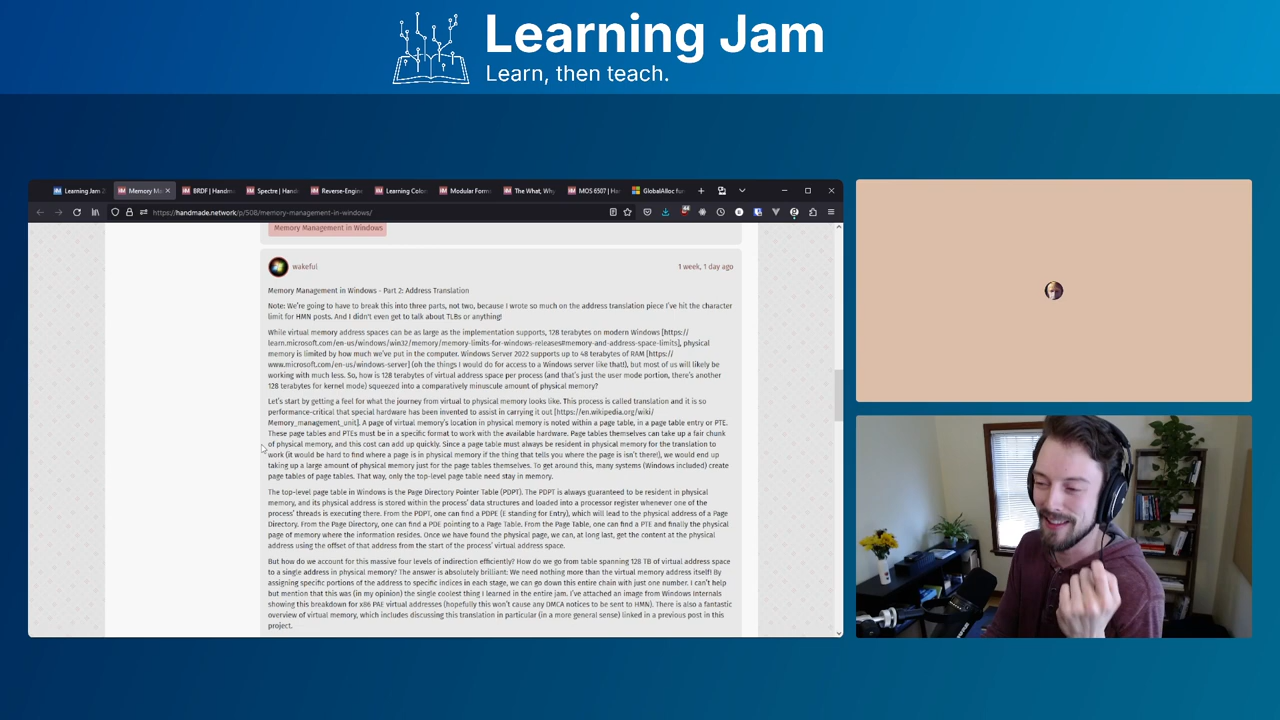 Learning Jam
Learn, then teach.
Learning Jam 2
Memory M
BRDF | Handm
Spectre | Hand
Reverse-Engin
Learning Colo
Modular Form
The What, Why
MOS 6507 | Ha
GlobalAlloc fu
https://handmade.network/p/508/memory-management-in-windows/
Memory Management in Windows
wakeful
1 week, 1 day ago
Memory Management in Windows - Part 2: Address Translation
Note: We're going to have to break this into three parts, not two, because I wrote so much on the address translation piece I've hit the character
limit for HMN posts. And I didn't even get to talk about TLBs or anything!
While virtual memory address spaces can be as large as the implementation supports, 128 terabytes on modern Windows [https://
learn.microsoft.com/en-us/windows/win32/memory/memory-limits-for-windows-releases#memory-and-address-space-limits], physical
memory is limited by how much we've put in the computer. Windows Server 2022 supports up to 48 terabytes of RAM [https://
www.microsoft.com/en-us/windows-server] (oh the things I would do for access to a Windows server like that!), but most of us will likely be
working with much less. So, how is 128 terabytes of virtual address space per process (and that's just the user mode portion, there's another
128 terabytes for kernel mode) squeezed into a comparatively minuscule amount of physical memory?
Let's start by getting a feel for what the journey from virtual to physical memory looks like. This process is called translation and it is so
performance-critical that special hardware has been invented to assist in carrying it out [https://en.wikipedia.org/wiki/
Memory_management_unit]. A page of virtual memory's location in physical memory is noted within a page table, in a page table entry or PTE.
These page tables and PTEs must be in a specific format to work with the available hardware. Page tables themselves can take up a fair chunk
of physical memory, and this cost can add up quickly. Since a page table must always be resident in physical memory for the translation to
work (it would be hard to find where a page is in physical memory if the thing that tells you where the page is isn't there!), we would end up
taking up a large amount of physical memory just for the page tables themselves. To get around this, many systems (Windows included) create
page tables of page tables. That way, only the top-level page table need stay in memory.
The top-level page table in Windows is the Page Directory Pointer Table (PDPT). The PDPT is always guaranteed to be resident in physical
memory, and its physical address is stored within the process' data structures and loaded into a processor register whenever one of the
process's threads is executing there. From the PDPT, one can find a PDPE (E standing for Entry), which will lead to the physical address of a Page
Directory. From the Page Directory, one can find a PDE pointing to a Page Table. From the Page Table, one can find a PTE and finally the physical
page of memory where the information resides. Once we have found the physical page, we can, at long last, get the content at the physical
address using the offset of that address from the start of the process' virtual address space.
But how do we account for this massive four levels of indirection efficiently? How do we go from table spanning 128 TB of virtual address space
to a single address in physical memory? The answer is absolutely brilliant: We need nothing more than the virtual memory address itself! By
assigning specific portions of the address to specific indices in each stage, we can go down this entire chain with just one number. I can't help
but mention that this was (in my opinion) the single coolest thing I learned in the entire jam. I've attached an image from Windows Internals
showing this breakdown for x86 PAE virtual addresses (hopefully this won't cause any DMCA notices to be sent to HMN). There is also a fantastic
overview of virtual memory, which includes discussing this translation in particular (in a more general sense) linked in a previous post in this
project.